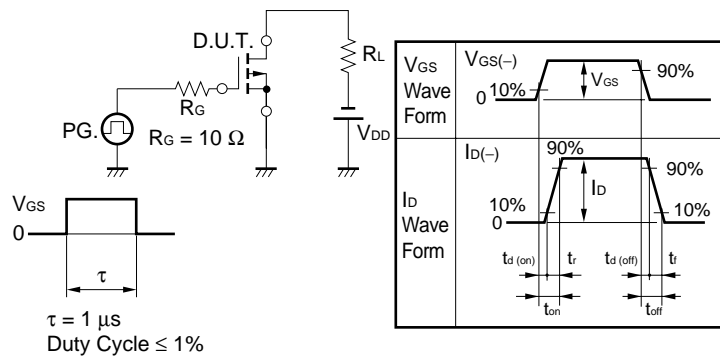 D.U.T.
RL
RG
PG.
RG = 10 Ω
VDD
VGS
0
τ
τ = 1 μs
Duty Cycle ≤ 1%
VGS
Wave
Form
VGS(−)
10%
0
VGS
90%
ID
Wave
Form
ID(−)
90%
90%
10%
0
ID
10%
td (on)
tr
td (off)
tf
ton
toff